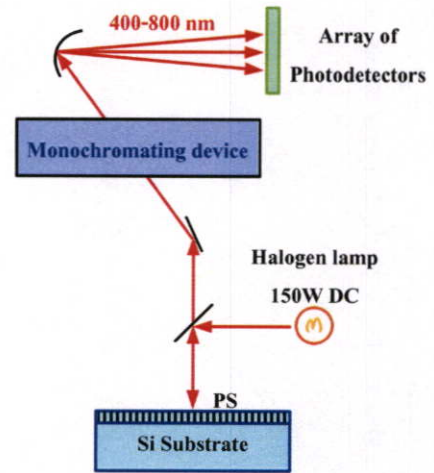 400-800 nm
Array of
Photodetectors
Monochromating device
Halogen lamp
150W DC
PS
Si Substrate